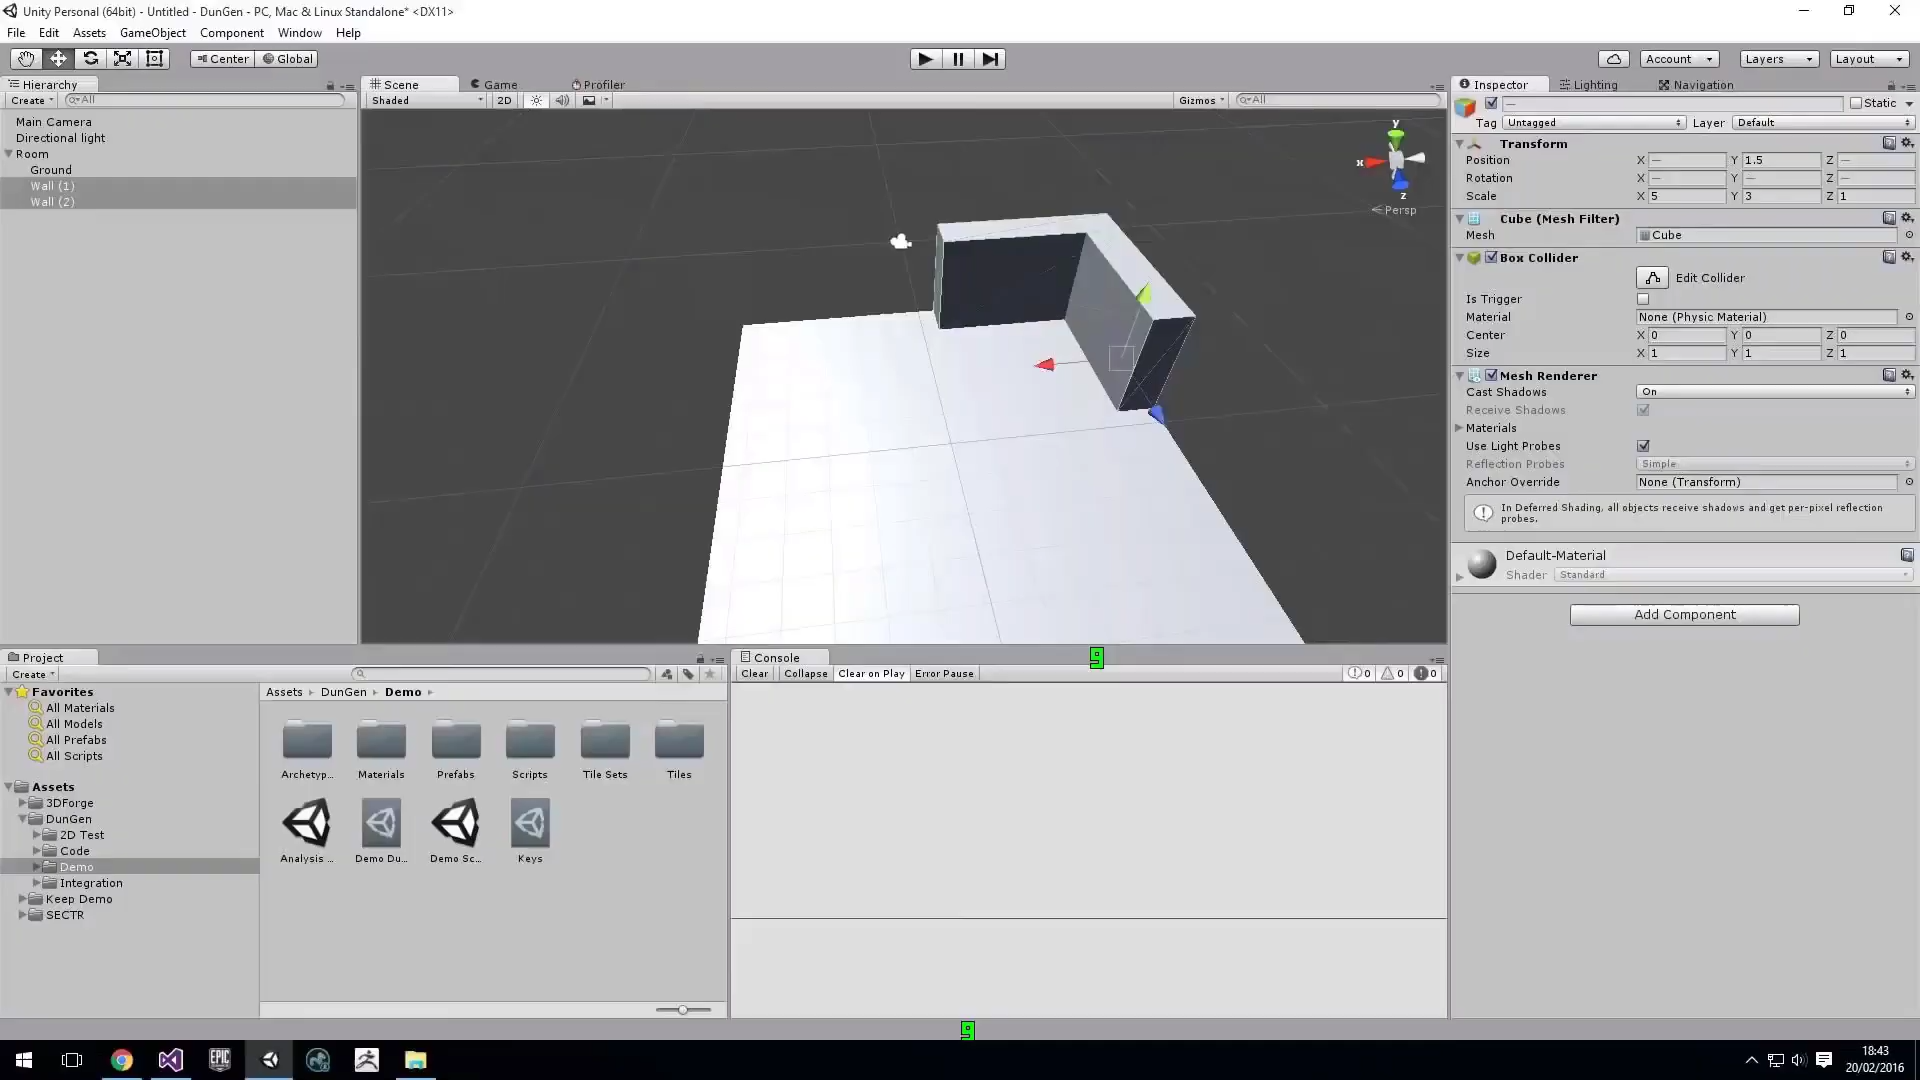 Unity Personal (64bit) - Untitled - DunGen - PC, Mac & Linux Standalone* <DX11>
File Edit Assets GameObject Component Window Help
Center Global Account Layers Layout
Hierarchy
Create All
Main Camera
Directional light
Room
Ground
Wall (1)
Wall (2)
Scene Game Profiler
Shaded 2D Gizmos All
y
x
z
Persp
Inspector Lighting Navigation
— Static
Tag Untagged Layer Default
Transform
Position X — Y 1.5 Z —
Rotation X — Y — Z —
Scale X 5 Y 3 Z 1
Cube (Mesh Filter)
Mesh Cube
Box Collider
Edit Collider
Is Trigger
Material None (Physic Material)
Center X 0 Y 0 Z 0
Size X 1 Y 1 Z 1
Mesh Renderer
Cast Shadows On
Receive Shadows
Materials
Use Light Probes
Reflection Probes Simple
Anchor Override None (Transform)
In Deferred Shading, all objects receive shadows and get per-pixel reflection
probes.
Default-Material
Shader Standard
Add Component
Project
Create
Favorites
All Materials
All Models
All Prefabs
All Scripts
Assets
3DForge
DunGen
2D Test
Code
Demo
Integration
Keep Demo
SECTR
Assets DunGen Demo
Archetyp... Materials Prefabs Scripts Tile Sets Tiles
Analysis ... Demo Du... Demo Sc... Keys
Console
9
Clear Collapse Clear on Play Error Pause 0 0 0
9
EPIC GAMES
18:43
20/02/2016